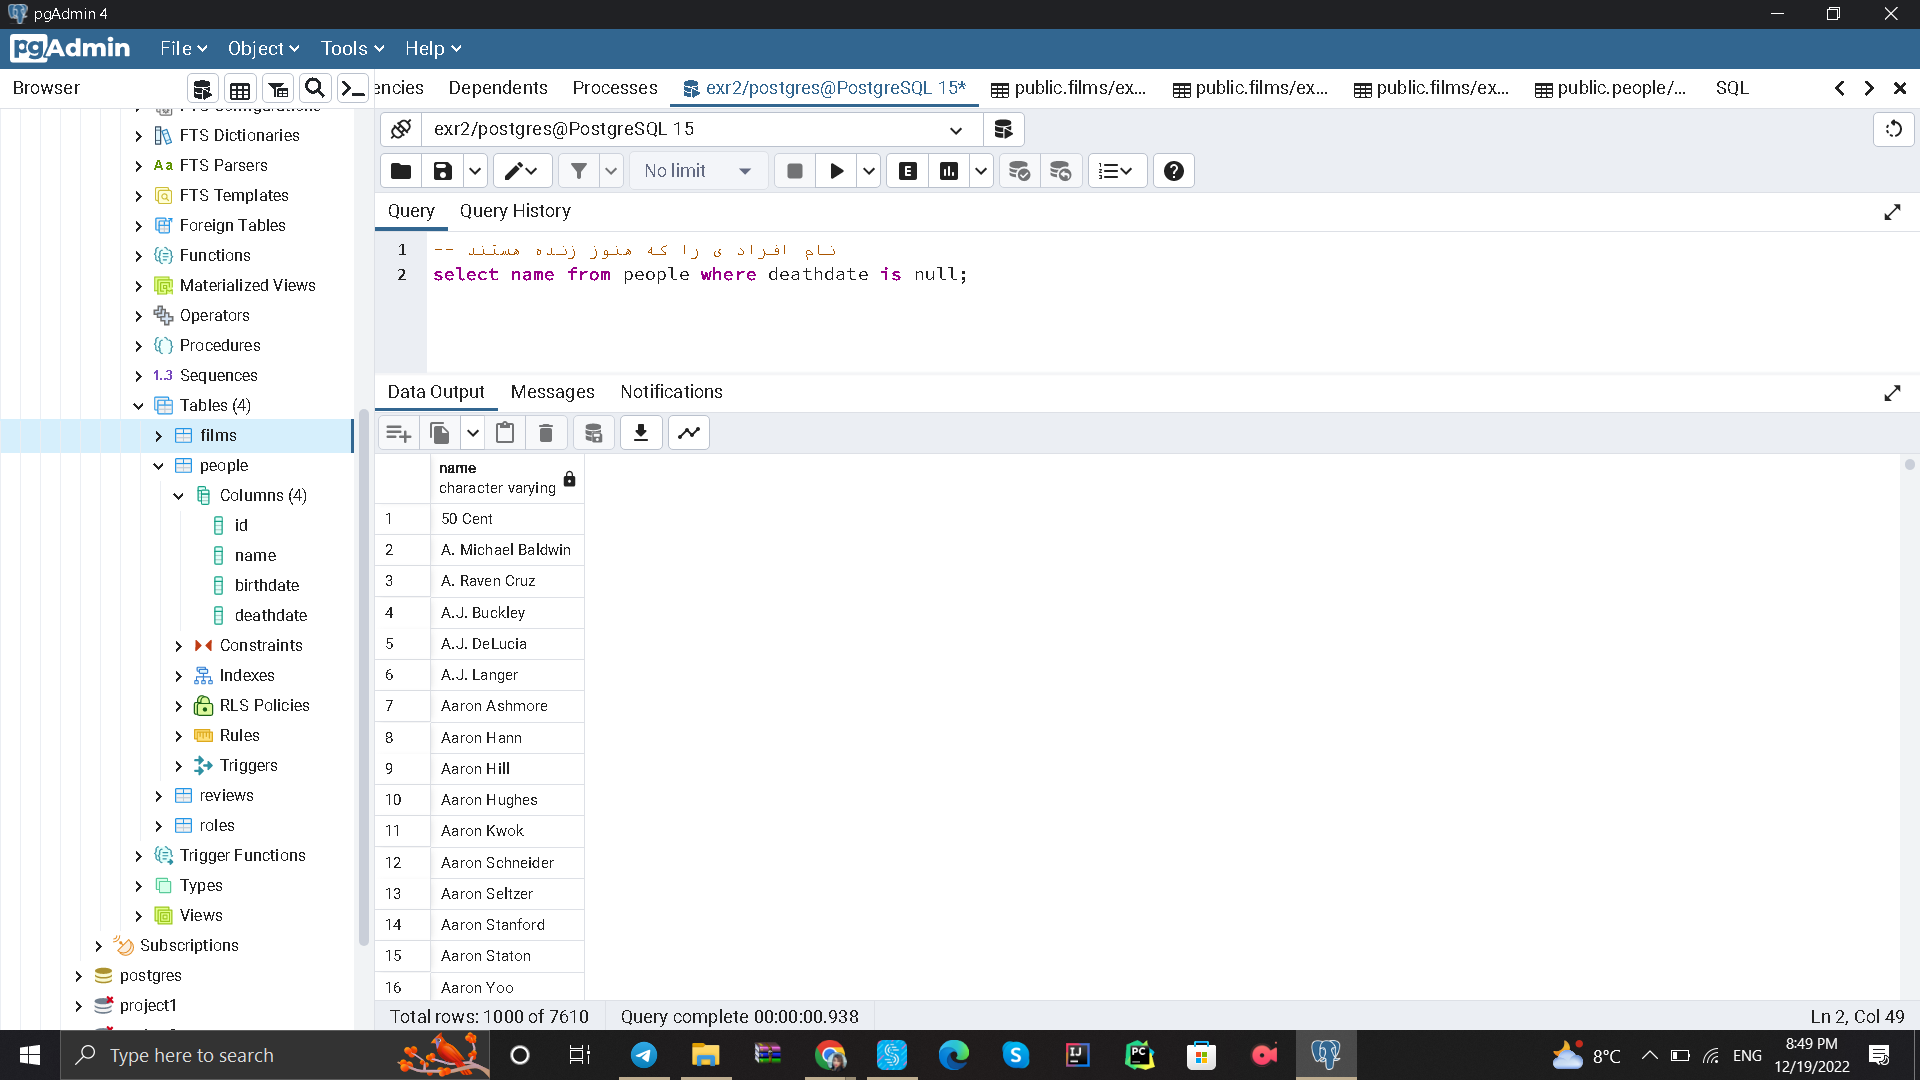 pgAdmin 4
pgAdmin File Object Tools Help
Browser
encies Dependents Processes exr2/postgres@PostgreSQL 15* public.films/ex... public.films/ex... public.films/ex... public.people/... SQL
FTS Dictionaries
Aa FTS Parsers
FTS Templates
Foreign Tables
Functions
Materialized Views
Operators
Procedures
1..3 Sequences
Tables (4)
films
people
Columns (4)
id
name
birthdate
deathdate
Constraints
Indexes
RLS Policies
Rules
Triggers
reviews
roles
Trigger Functions
Types
Views
Subscriptions
postgres
project1
exr2/postgres@PostgreSQL 15
No limit
E
Query Query History
1 -- نام افراد ی را که هنوز زنده هستند
2 select name from people where deathdate is null;
Data Output Messages Notifications
name
character varying
1 50 Cent
2 A. Michael Baldwin
3 A. Raven Cruz
4 A.J. Buckley
5 A.J. DeLucia
6 A.J. Langer
7 Aaron Ashmore
8 Aaron Hann
9 Aaron Hill
10 Aaron Hughes
11 Aaron Kwok
12 Aaron Schneider
13 Aaron Seltzer
14 Aaron Stanford
15 Aaron Staton
16 Aaron Yoo
Total rows: 1000 of 7610 Query complete 00:00:00.938 Ln 2, Col 49
Type here to search
8°C ENG 8:49 PM
12/19/2022